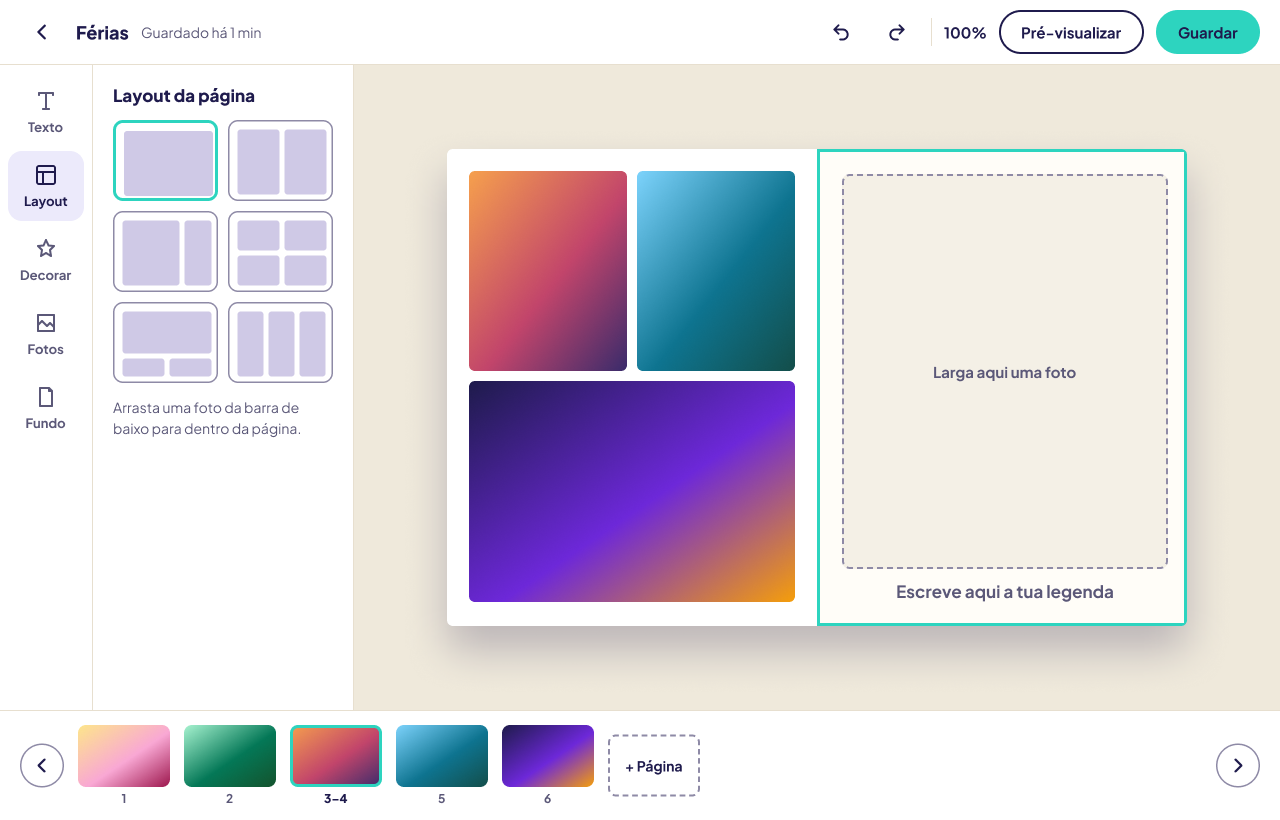 Férias
Guardado há 1 min
100%
Pré-visualizar
Guardar
Texto
Layout
Decorar
Fotos
Fundo
Layout da página
Arrasta uma foto da barra de
baixo para dentro da página.
Larga aqui uma foto
Escreve aqui a tua legenda
1
2
3–4
5
6
+ Página